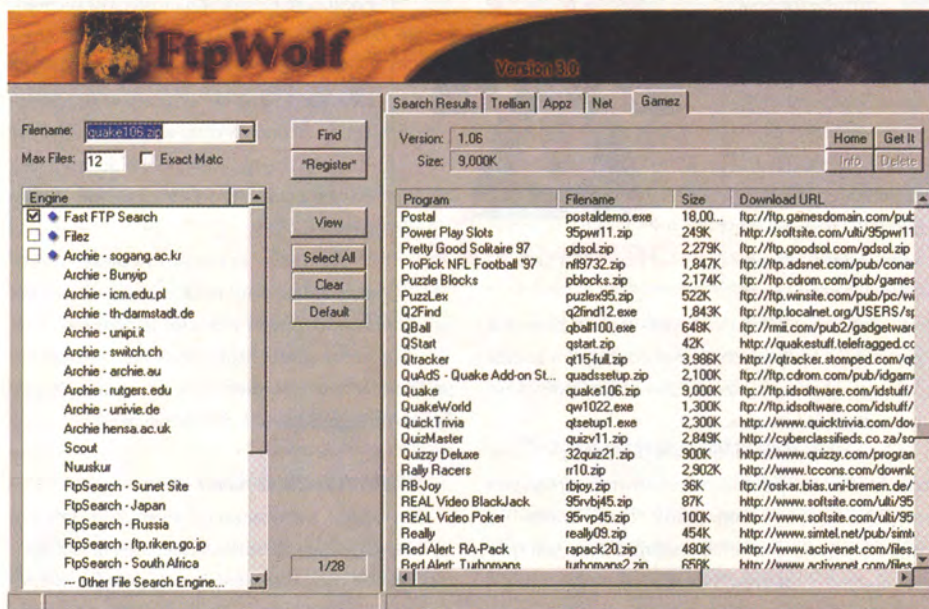 FtpWolf
Version 3.0
Filename: quake106.zip
Max Files: 12 Exact Matc
Find
"Register"
Engine
Fast FTP Search
Filez
Archie - sogang.ac.kr
Archie - Bunyip
Archie - icm.edu.pl
Archie - th-darmstadt.de
Archie - unipi.it
Archie - switch.ch
Archie - archie.au
Archie - rutgers.edu
Archie - univie.de
Archie hensa.ac.uk
Scout
Nuuskur
FtpSearch - Sunet Site
FtpSearch - Japan
FtpSearch - Russia
FtpSearch - ftp.riken.go.jp
FtpSearch - South Africa
--- Other File Search Engine...
View
Select All
Clear
Default
1/28
Search Results Trellian Appz Net Gamez
Version: 1.06 Home Get It
Size: 9,000K Info Delete
Program Filename Size Download URL
Postal postaldemo.exe 18,00... ftp://ftp.gamesdomain.com/pub
Power Play Slots 95pwr11.zip 249K http://softsite.com/ulti/95pwr11
Pretty Good Solitaire 97 gdsol.zip 2,279K ftp://ftp.goodsol.com/gdsol.zip
ProPick NFL Football '97 nfl9732.zip 1,847K ftp://ftp.adsnet.com/pub/conar
Puzzle Blocks pblocks.zip 2,174K ftp://ftp.cdrom.com/pub/games
PuzzLex puzlex95.zip 522K ftp://ftp.winsite.com/pub/pc/wi
Q2Find q2find12.exe 1,843K ftp://ftp.localnet.org/USERS/sp
QBall qball100.exe 648K ftp://rmii.com/pub2/gadgetware
QStart qstart.zip 42K http://quakestuff.telefragged.co
Qtracker qt15-full.zip 3,986K http://qtracker.stomped.com/qt
QuAdS - Quake Add-on St... quadssetup.zip 2,100K ftp://ftp.cdrom.com/pub/idgam
Quake quake106.zip 9,000K ftp://ftp.idsoftware.com/idstuff/
QuakeWorld qw1022.exe 1,300K ftp://ftp.idsoftware.com/idstuff/
QuickTrivia qtsetup1.exe 2,300K http://www.quicktrivia.com/dow
QuizMaster quizv11.zip 2,849K http://cyberclassifieds.co.za/so
Quizzy Deluxe 32quiz21.zip 900K http://www.quizzy.com/program
Rally Racers rr10.zip 2,902K http://www.tccons.com/downlo
RB-Joy rbjoy.zip 36K ftp://oskar.bias.uni-bremen.de/
REAL Video BlackJack 95rvbj45.zip 87K http://www.softsite.com/ulti/95
REAL Video Poker 95rvp45.zip 100K http://www.softsite.com/ulti/95
Really really09.zip 454K http://www.simtel.net/pub/simte
Red Alert: RA-Pack rapack20.zip 480K http://www.activenet.com/files.
Red Alert: Turbomans turbomans2.zip 658K http://www.activenet.com/files